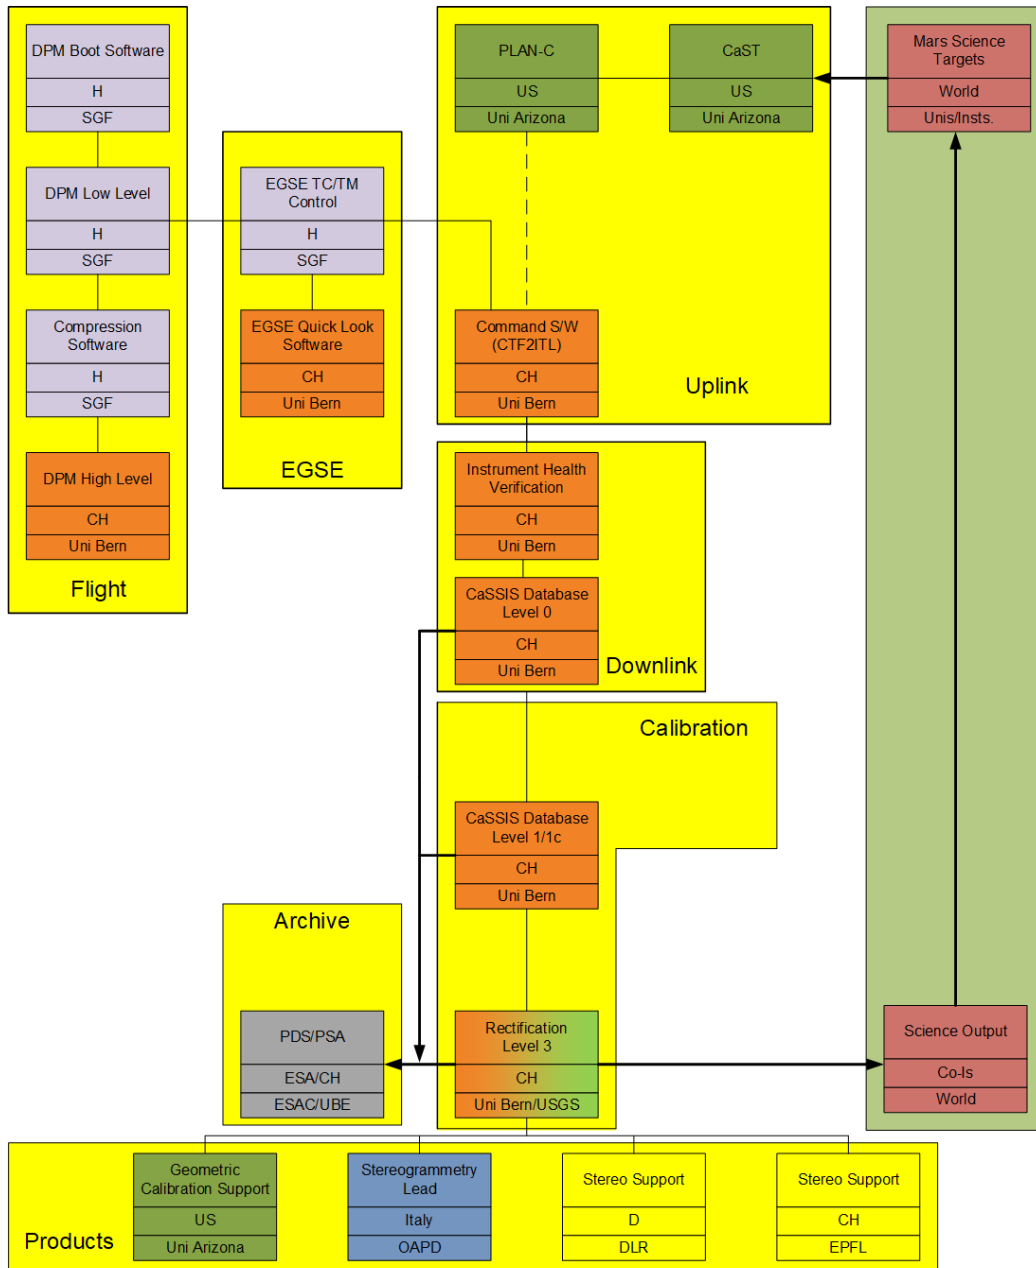 DPM Boot Software
H
SGF
DPM Low Level
H
SGF
Compression
Software
H
SGF
DPM High Level
CH
Uni Bern
Flight
EGSE TC/TM
Control
H
SGF
EGSE Quick Look
Software
CH
Uni Bern
EGSE
PLAN-C
US
Uni Arizona
CaST
US
Uni Arizona
Command S/W
(CTF2ITL)
CH
Uni Bern
Uplink
Instrument Health
Verification
CH
Uni Bern
CaSSIS Database
Level 0
CH
Uni Bern
Downlink
Calibration
CaSSIS Database
Level 1/1c
CH
Uni Bern
Rectification
Level 3
CH
Uni Bern/USGS
Archive
PDS/PSA
ESA/CH
ESAC/UBE
Mars Science
Targets
World
Unis/Insts.
Science Output
Co-Is
World
Products
Geometric
Calibration Support
US
Uni Arizona
Stereogrammetry
Lead
Italy
OAPD
Stereo Support
D
DLR
Stereo Support
CH
EPFL